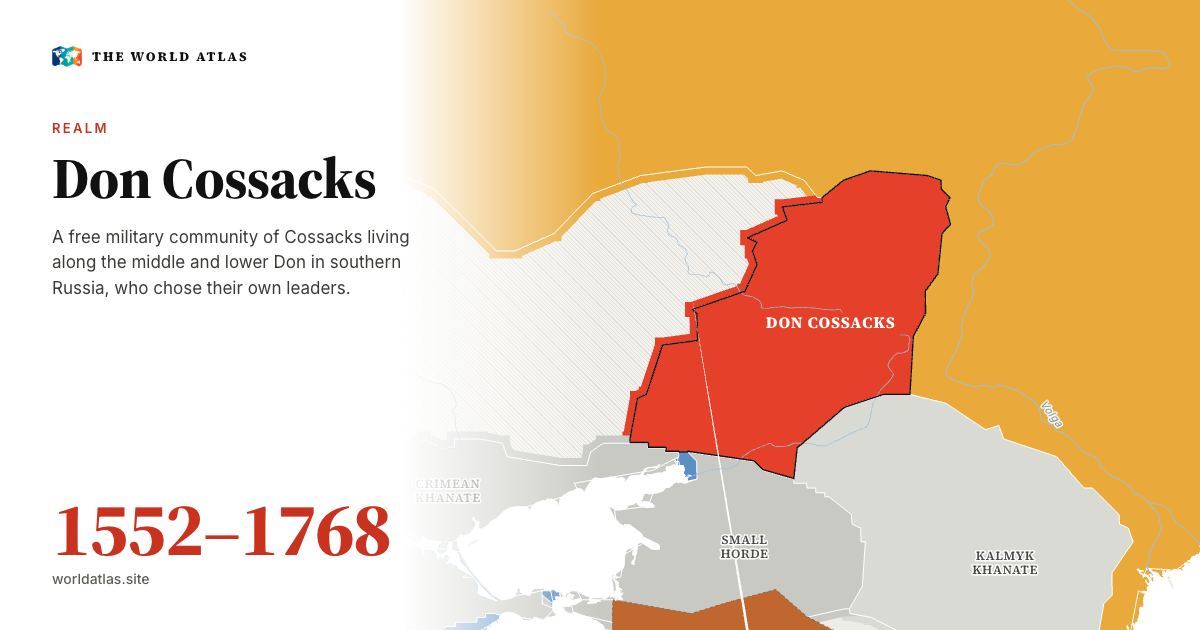 THE WORLD ATLAS
REALM
Don Cossacks
A free military community of Cossacks living
along the middle and lower Don in southern
Russia, who chose their own leaders.
1552–1768
worldatlas.site
DON COSSACKS
Volga
CRIMEAN
KHANATE
SMALL
HORDE
KALMYK
KHANATE